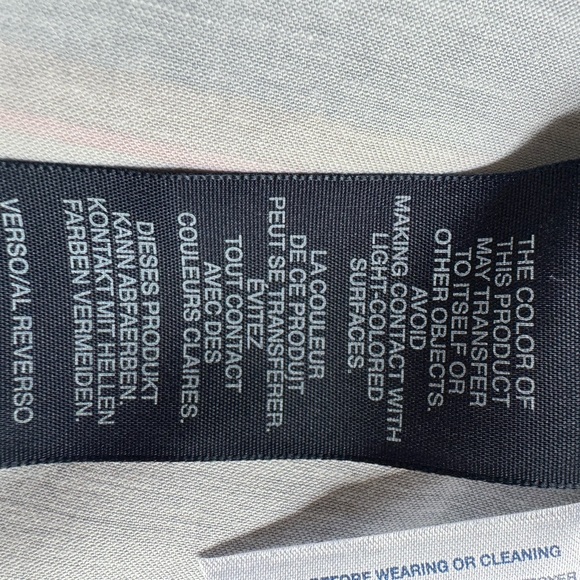 THE COLOR OF
THIS PRODUCT
MAY TRANSFER
TO ITSELF OR
OTHER OBJECTS.
AVOID
MAKING CONTACT WITH
LIGHT-COLORED
SURFACES.
LA COULEUR
DE CE PRODUIT
PEUT SE TRANSFERER.
EVITEZ
TOUT CONTACT
AVEC DES
COULEURS CLAIRES.
DIESES PRODUKT
KANN ABFAERBEN.
KONTAKT MIT HELLEN
FARBEN VERMEIDEN.
VERSO/AL REVERSO
BEFORE WEARING OR CLEANING